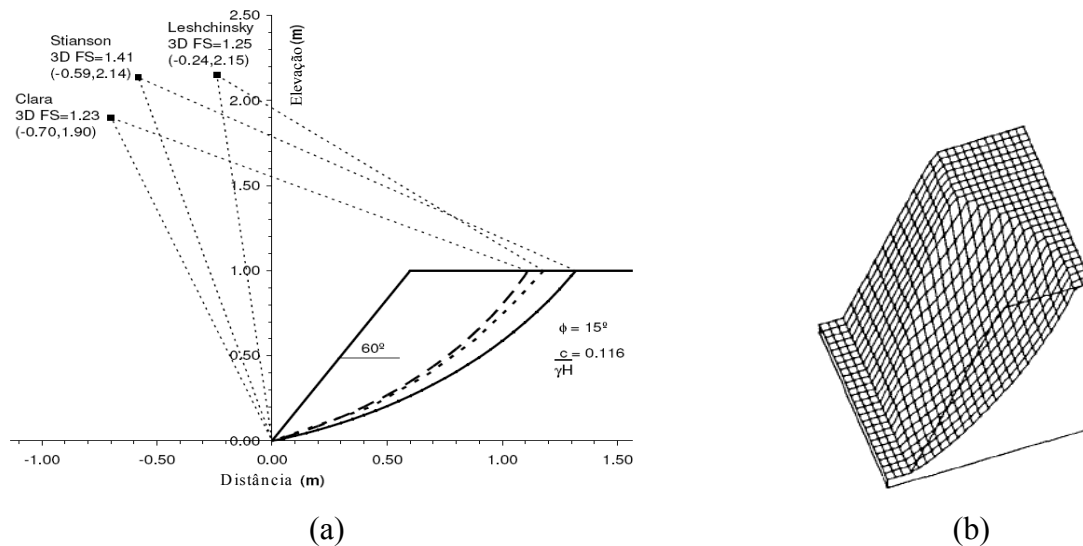 Stianson
3D FS=1.41
(-0.59,2.14)
Leshchinsky
3D FS=1.25
(-0.24,2.15)
Clara
3D FS=1.23
(-0.70,1.90)
Elevação (m)
2.50
2.00
1.50
1.00
0.50
0.00
60º
ϕ = 15º
c = 0.116
γH
-1.00
-0.50
0.00
0.50
1.00
1.50
Distância (m)
(a)
(b)